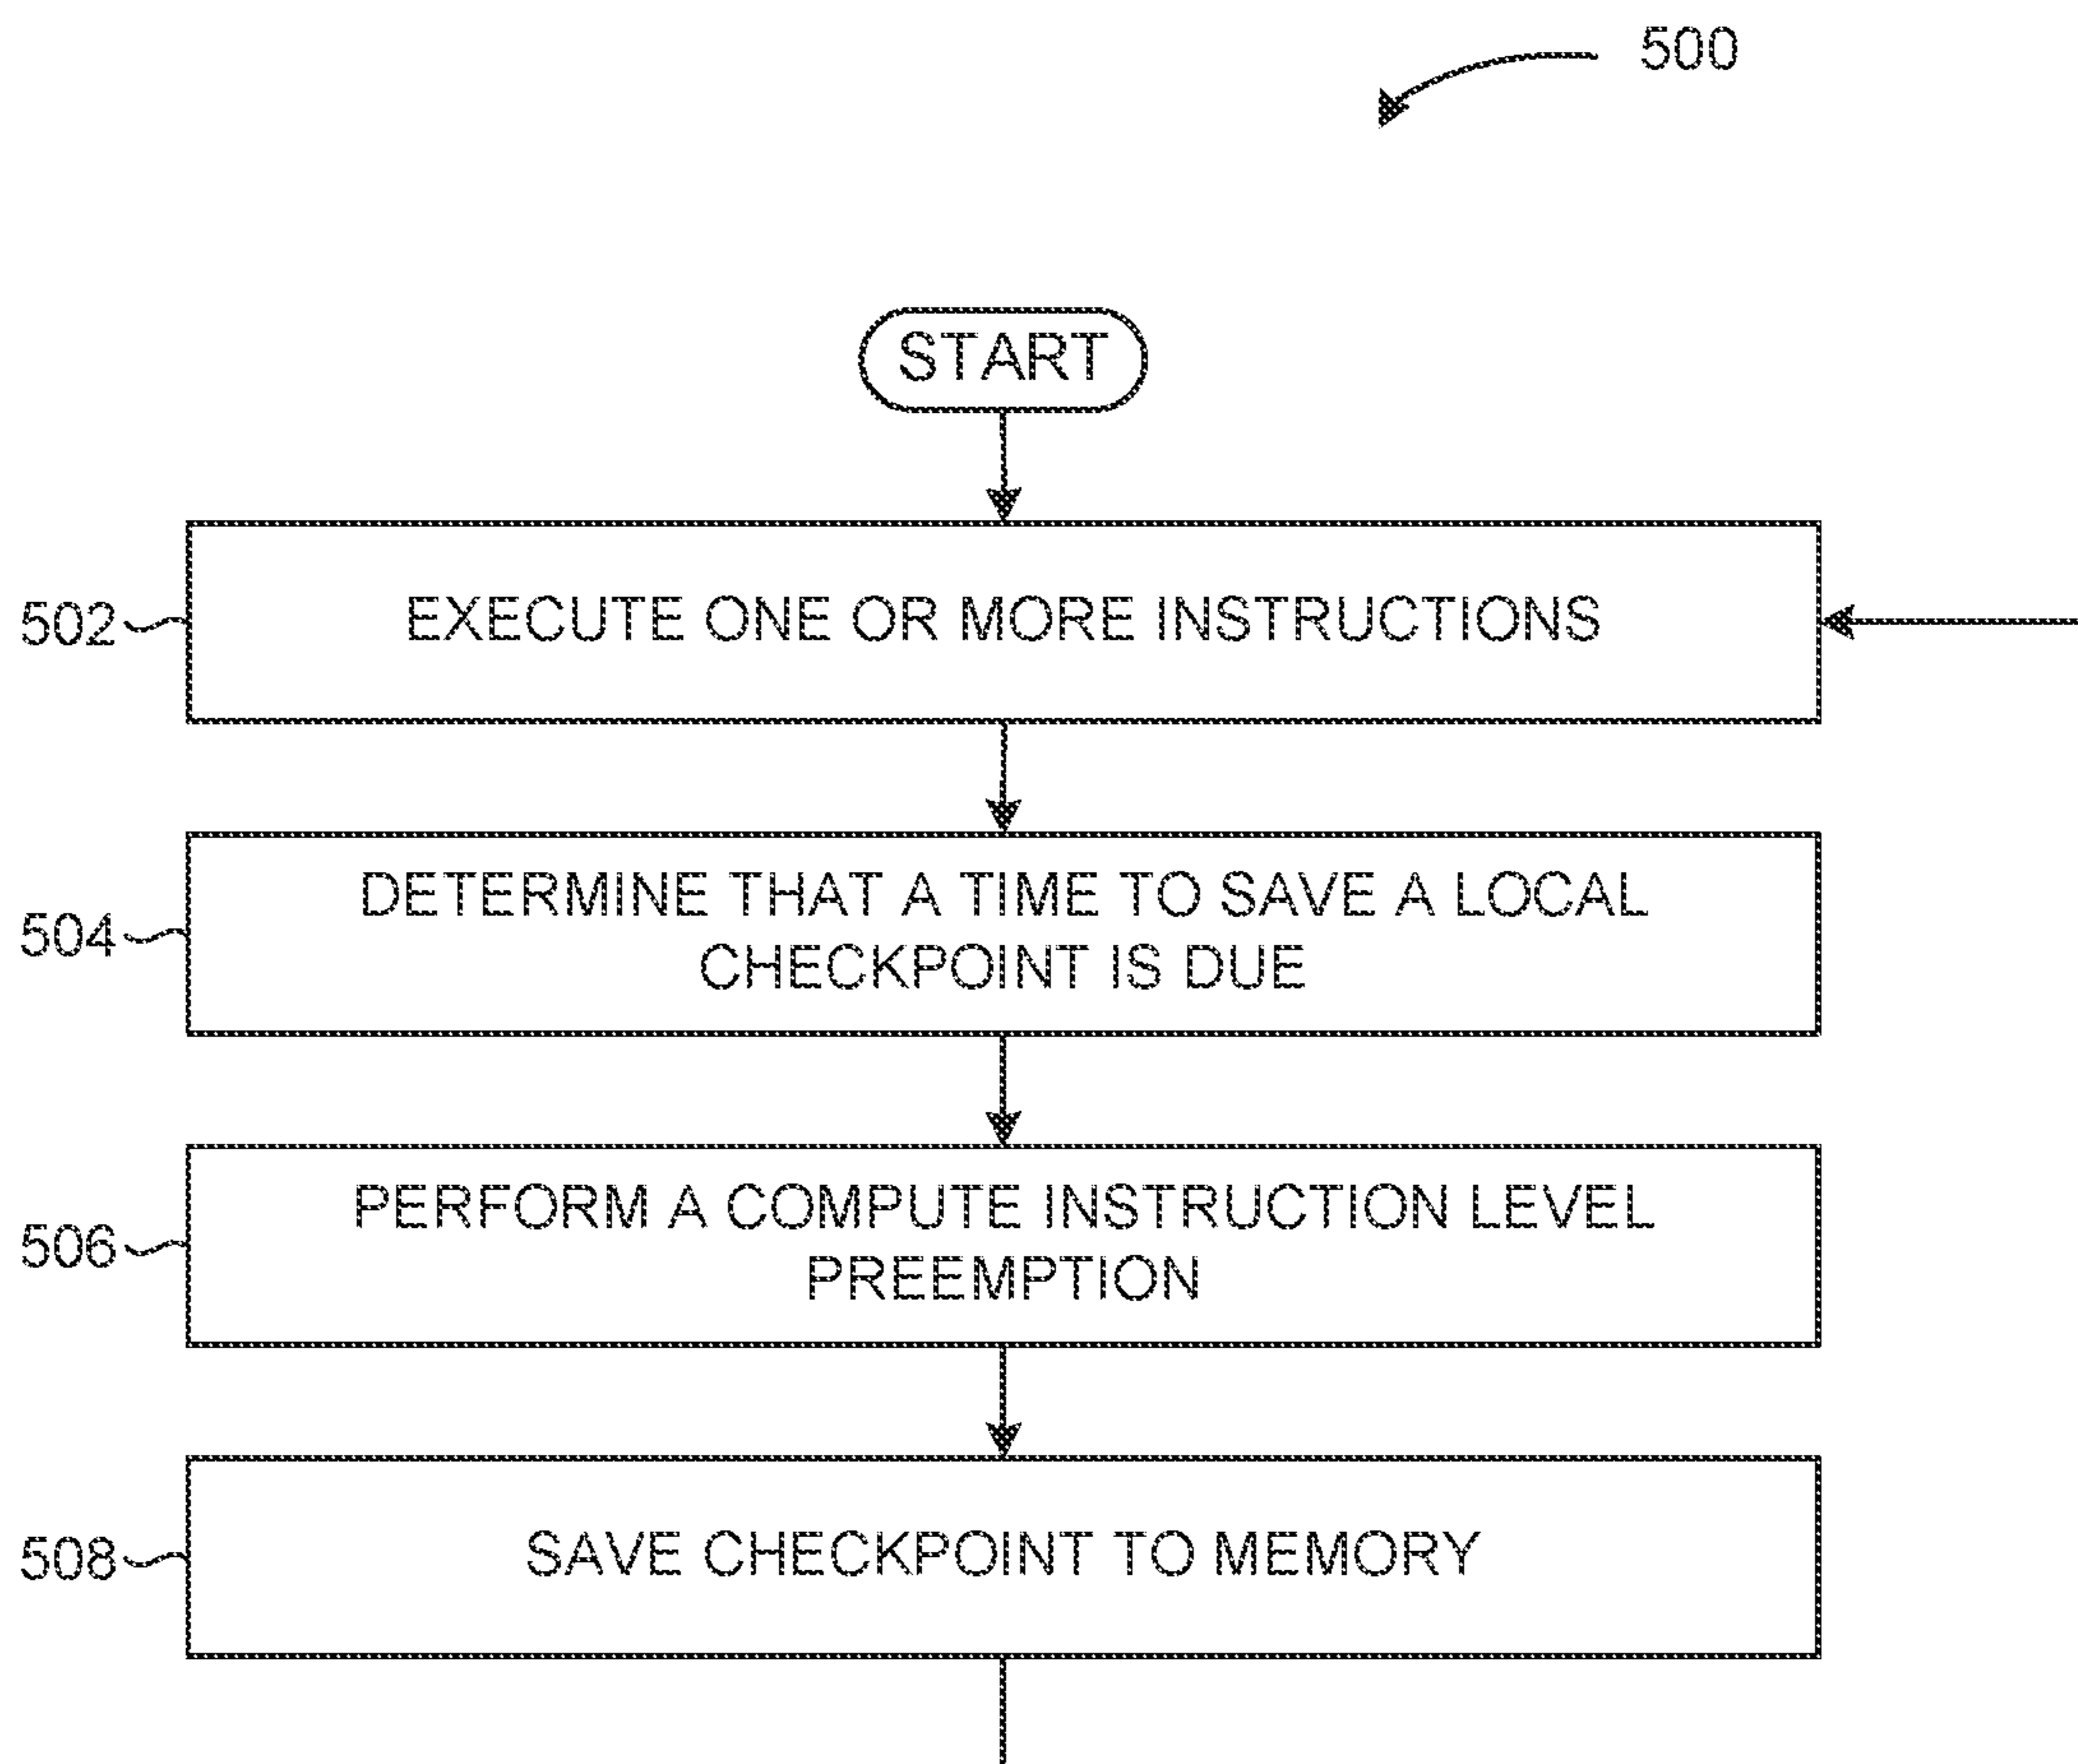 500
START
502
EXECUTE ONE OR MORE INSTRUCTIONS
504
DETERMINE THAT A TIME TO SAVE A LOCAL
CHECKPOINT IS DUE
506
PERFORM A COMPUTE INSTRUCTION LEVEL
PREEMPTION
508
SAVE CHECKPOINT TO MEMORY